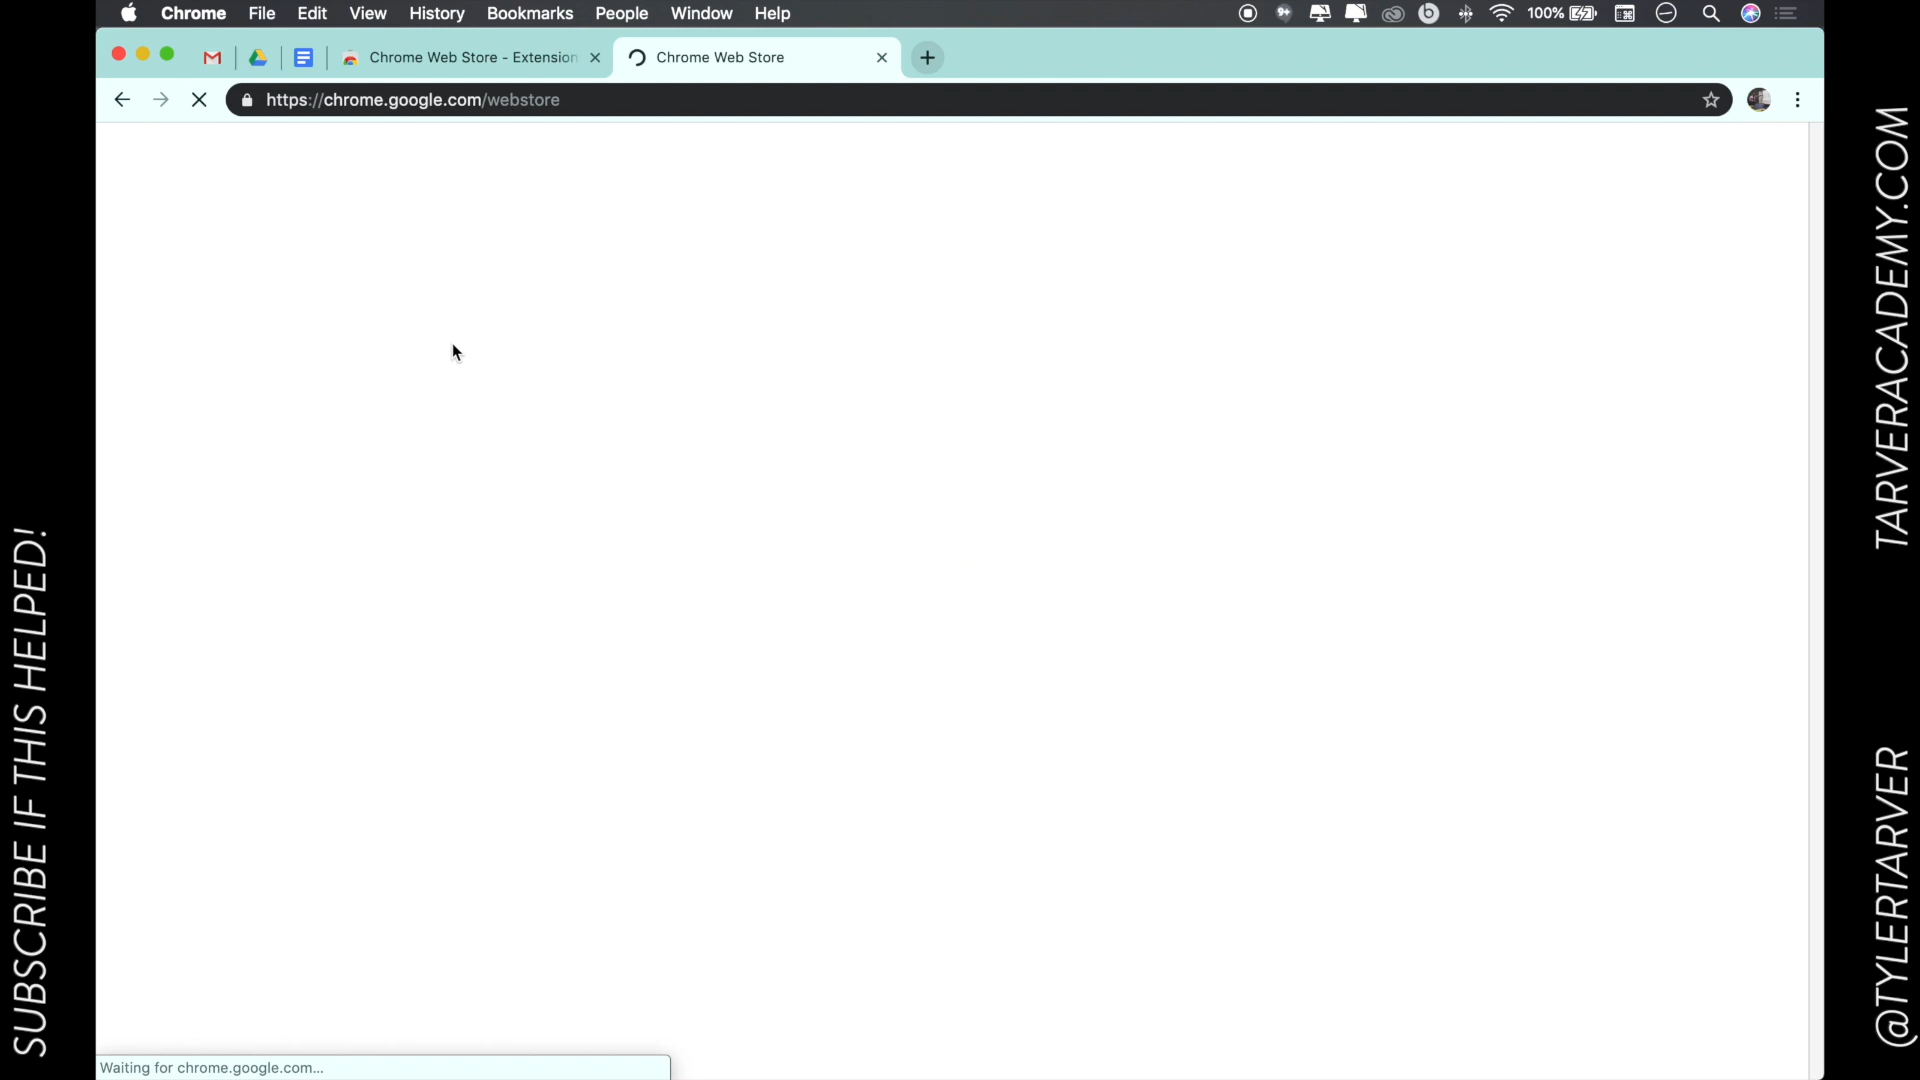 Chrome File Edit View History Bookmarks People Window Help
9+ 100%
Chrome Web Store - Extension
Chrome Web Store
https://chrome.google.com/webstore
Waiting for chrome.google.com...
SUBSCRIBE IF THIS HELPED!
TARVERACADEMY.COM
@TYLERTARVER